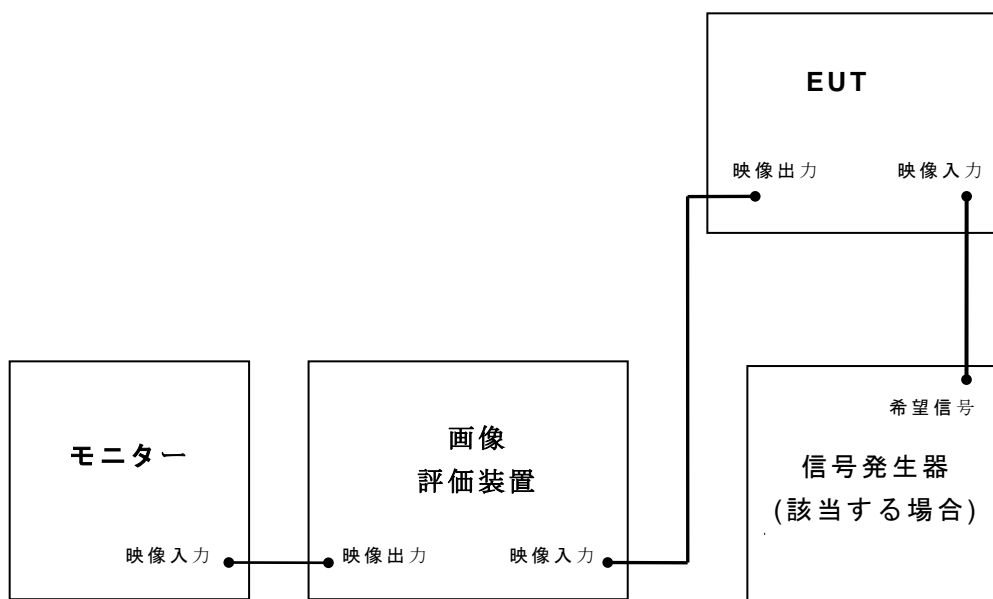 EUT
映像出力
映像入力
希望信号
信号発生器
(該当する場合)
モニター
映像入力
画像
評価装置
映像出力
映像入力